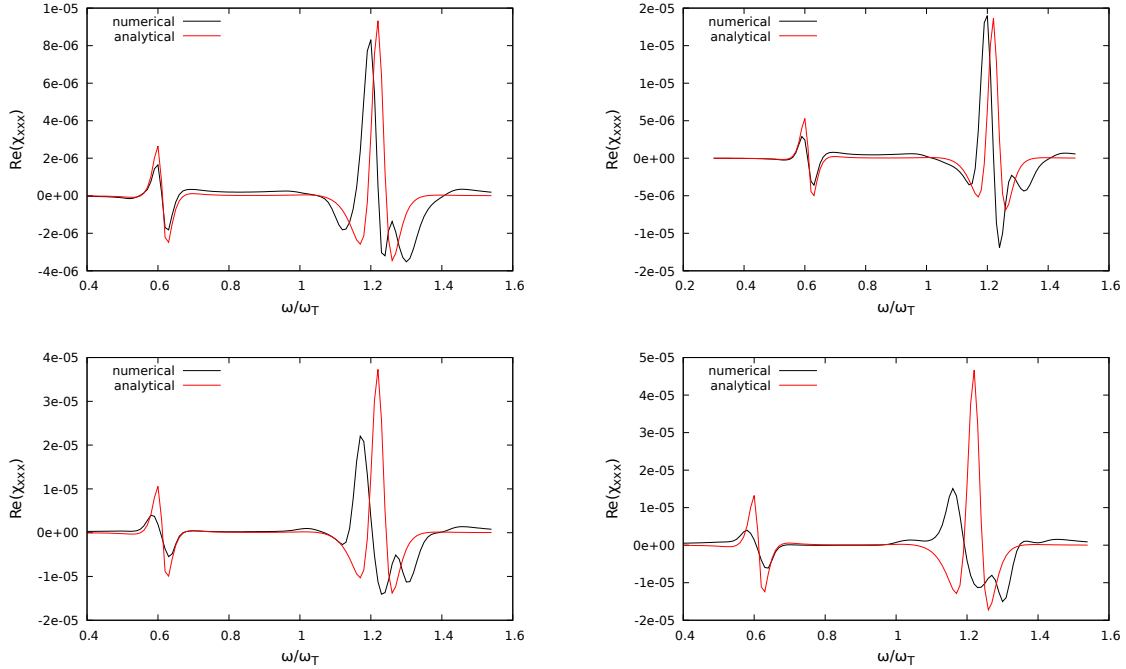 numerical
analytical
Re(χxxx)
1e-05
8e-06
6e-06
4e-06
2e-06
0e+00
-2e-06
-4e-06
0.4 0.6 0.8 1 1.2 1.4 1.6
ω/ωT
numerical
analytical
Re(χxxx)
2e-05
1e-05
1e-05
5e-06
0e+00
-5e-06
-1e-05
-2e-05
0.2 0.4 0.6 0.8 1 1.2 1.4 1.6
ω/ωT
numerical
analytical
Re(χxxx)
4e-05
3e-05
2e-05
1e-05
0e+00
-1e-05
-2e-05
0.4 0.6 0.8 1 1.2 1.4 1.6
ω/ωT
numerical
analytical
Re(χxxx)
5e-05
4e-05
3e-05
2e-05
1e-05
0e+00
-1e-05
-2e-05
0.4 0.6 0.8 1 1.2 1.4 1.6
ω/ωT